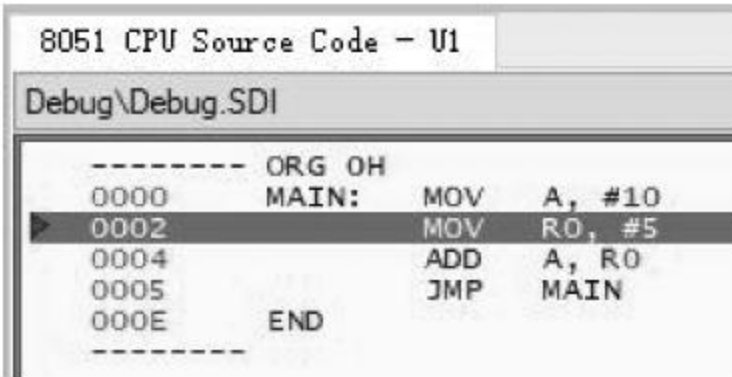 8051 CPU Source Code - U1
Debug\Debug.SDI
-------- ORG 0H
0000 MAIN: MOV A, #10
0002 MOV R0, #5
0004 ADD A, R0
0005 JMP MAIN
000E END
--------